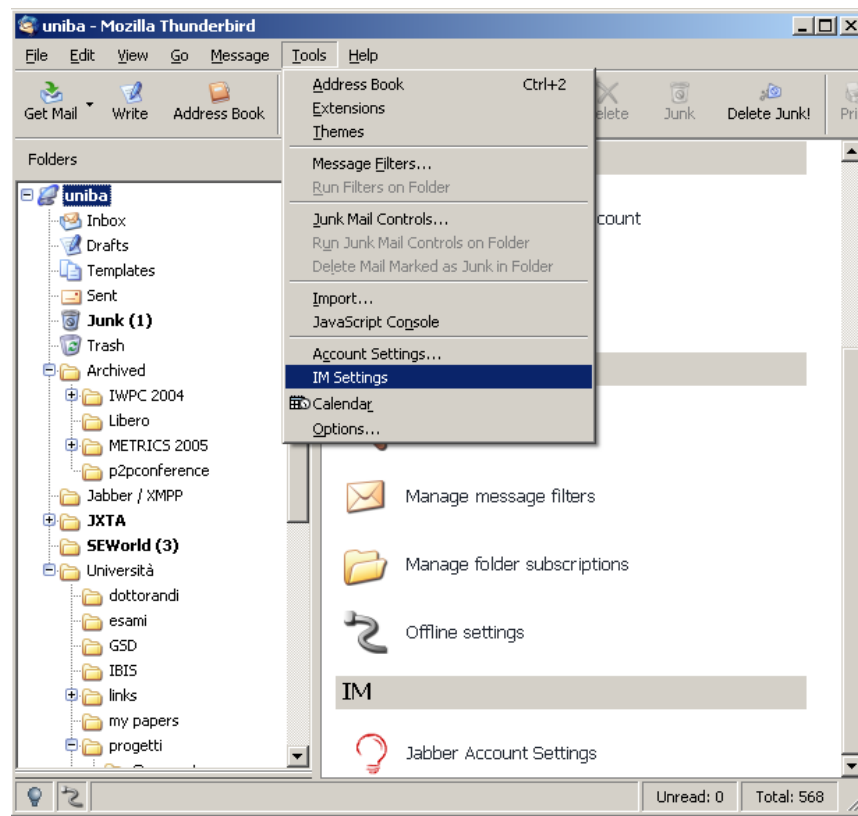 uniba - Mozilla Thunderbird
File Edit View Go Message Tools Help
Get Mail Write Address Book Delete Junk Delete Junk!
Address Book Ctrl+2
Extensions
Themes
Message Filters...
Run Filters on Folder
Junk Mail Controls...
Run Junk Mail Controls on Folder
Delete Mail Marked as Junk in Folder
Import...
JavaScript Console
Account Settings...
IM Settings
Calendar
Options...
Folders
uniba
Inbox
Drafts
Templates
Sent
Junk (1)
Trash
Archived
IWPC 2004
Libero
METRICS 2005
p2pconference
Jabber / XMPP
JXTA
SEWorld (3)
Università
dottorandi
esami
GSD
IBIS
links
my papers
progetti
Manage message filters
Manage folder subscriptions
Offline settings
IM
Jabber Account Settings
Unread: 0 Total: 568